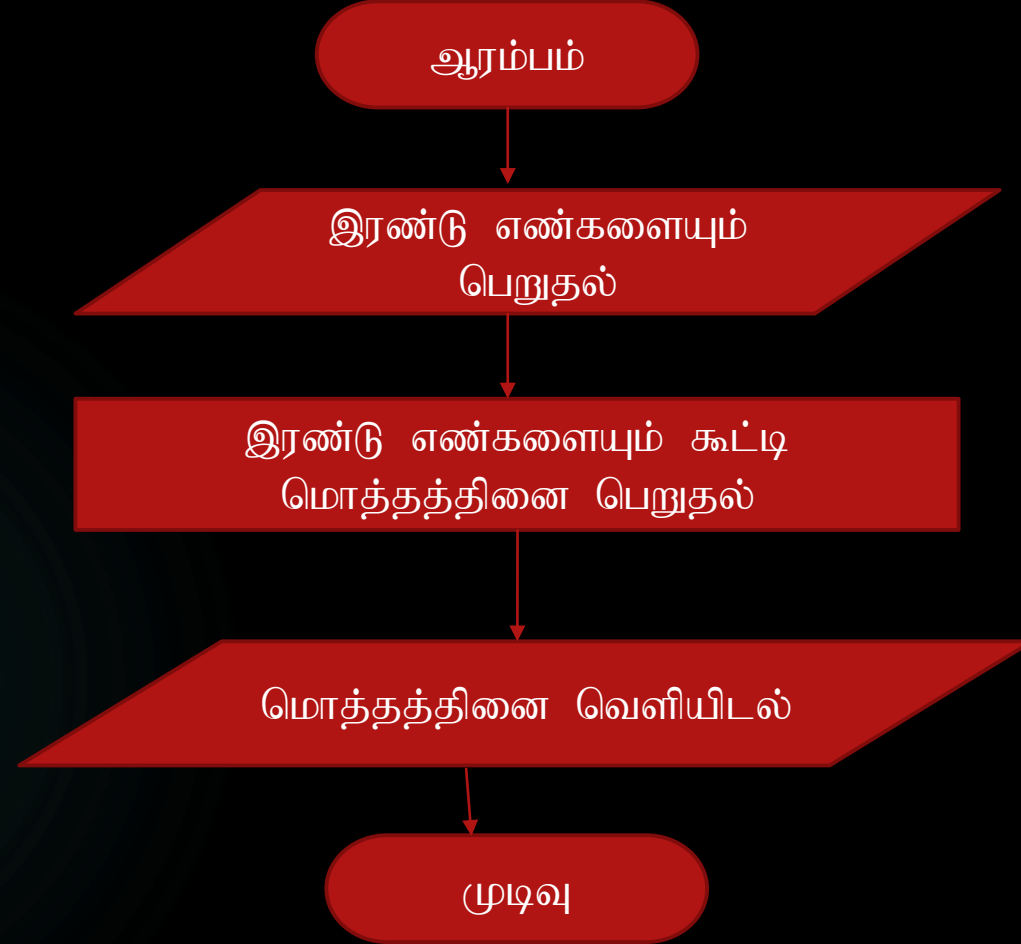 ஆரம்பம்
இரண்டு எண்களையும்
பெறுதல்
இரண்டு எண்களையும் கூட்டி
மொத்தத்தினை பெறுதல்
மொத்தத்தினை வெளியிடல்
முடிவு